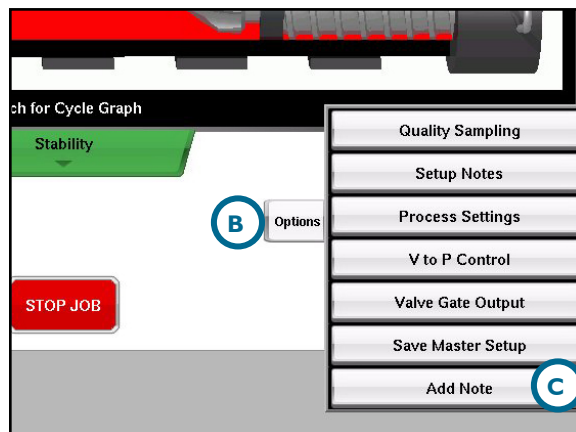 ch for Cycle Graph
Stability
Quality Sampling
Setup Notes
B
Options
Process Settings
V to P Control
STOP JOB
Valve Gate Output
Save Master Setup
Add Note
C